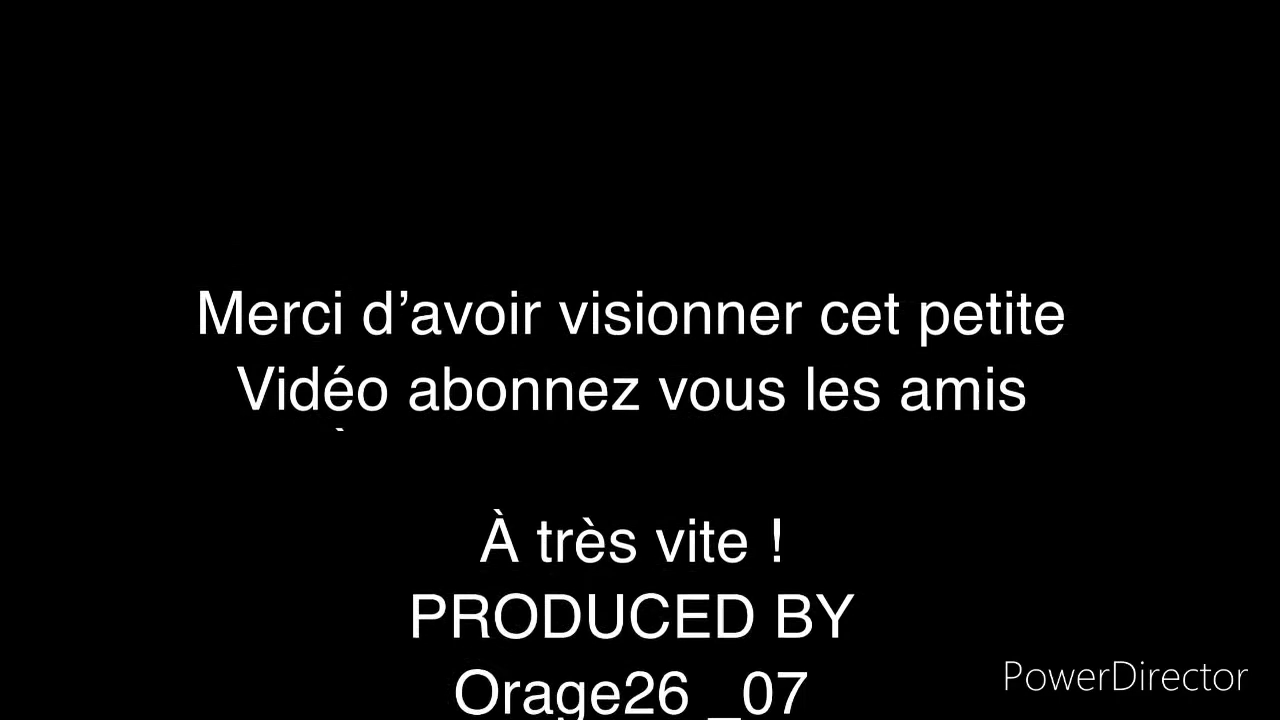 Merci d’avoir visionner cet petite
Vidéo abonnez vous les amis
À très vite !
PRODUCED BY
Orage26 _07
PowerDirector